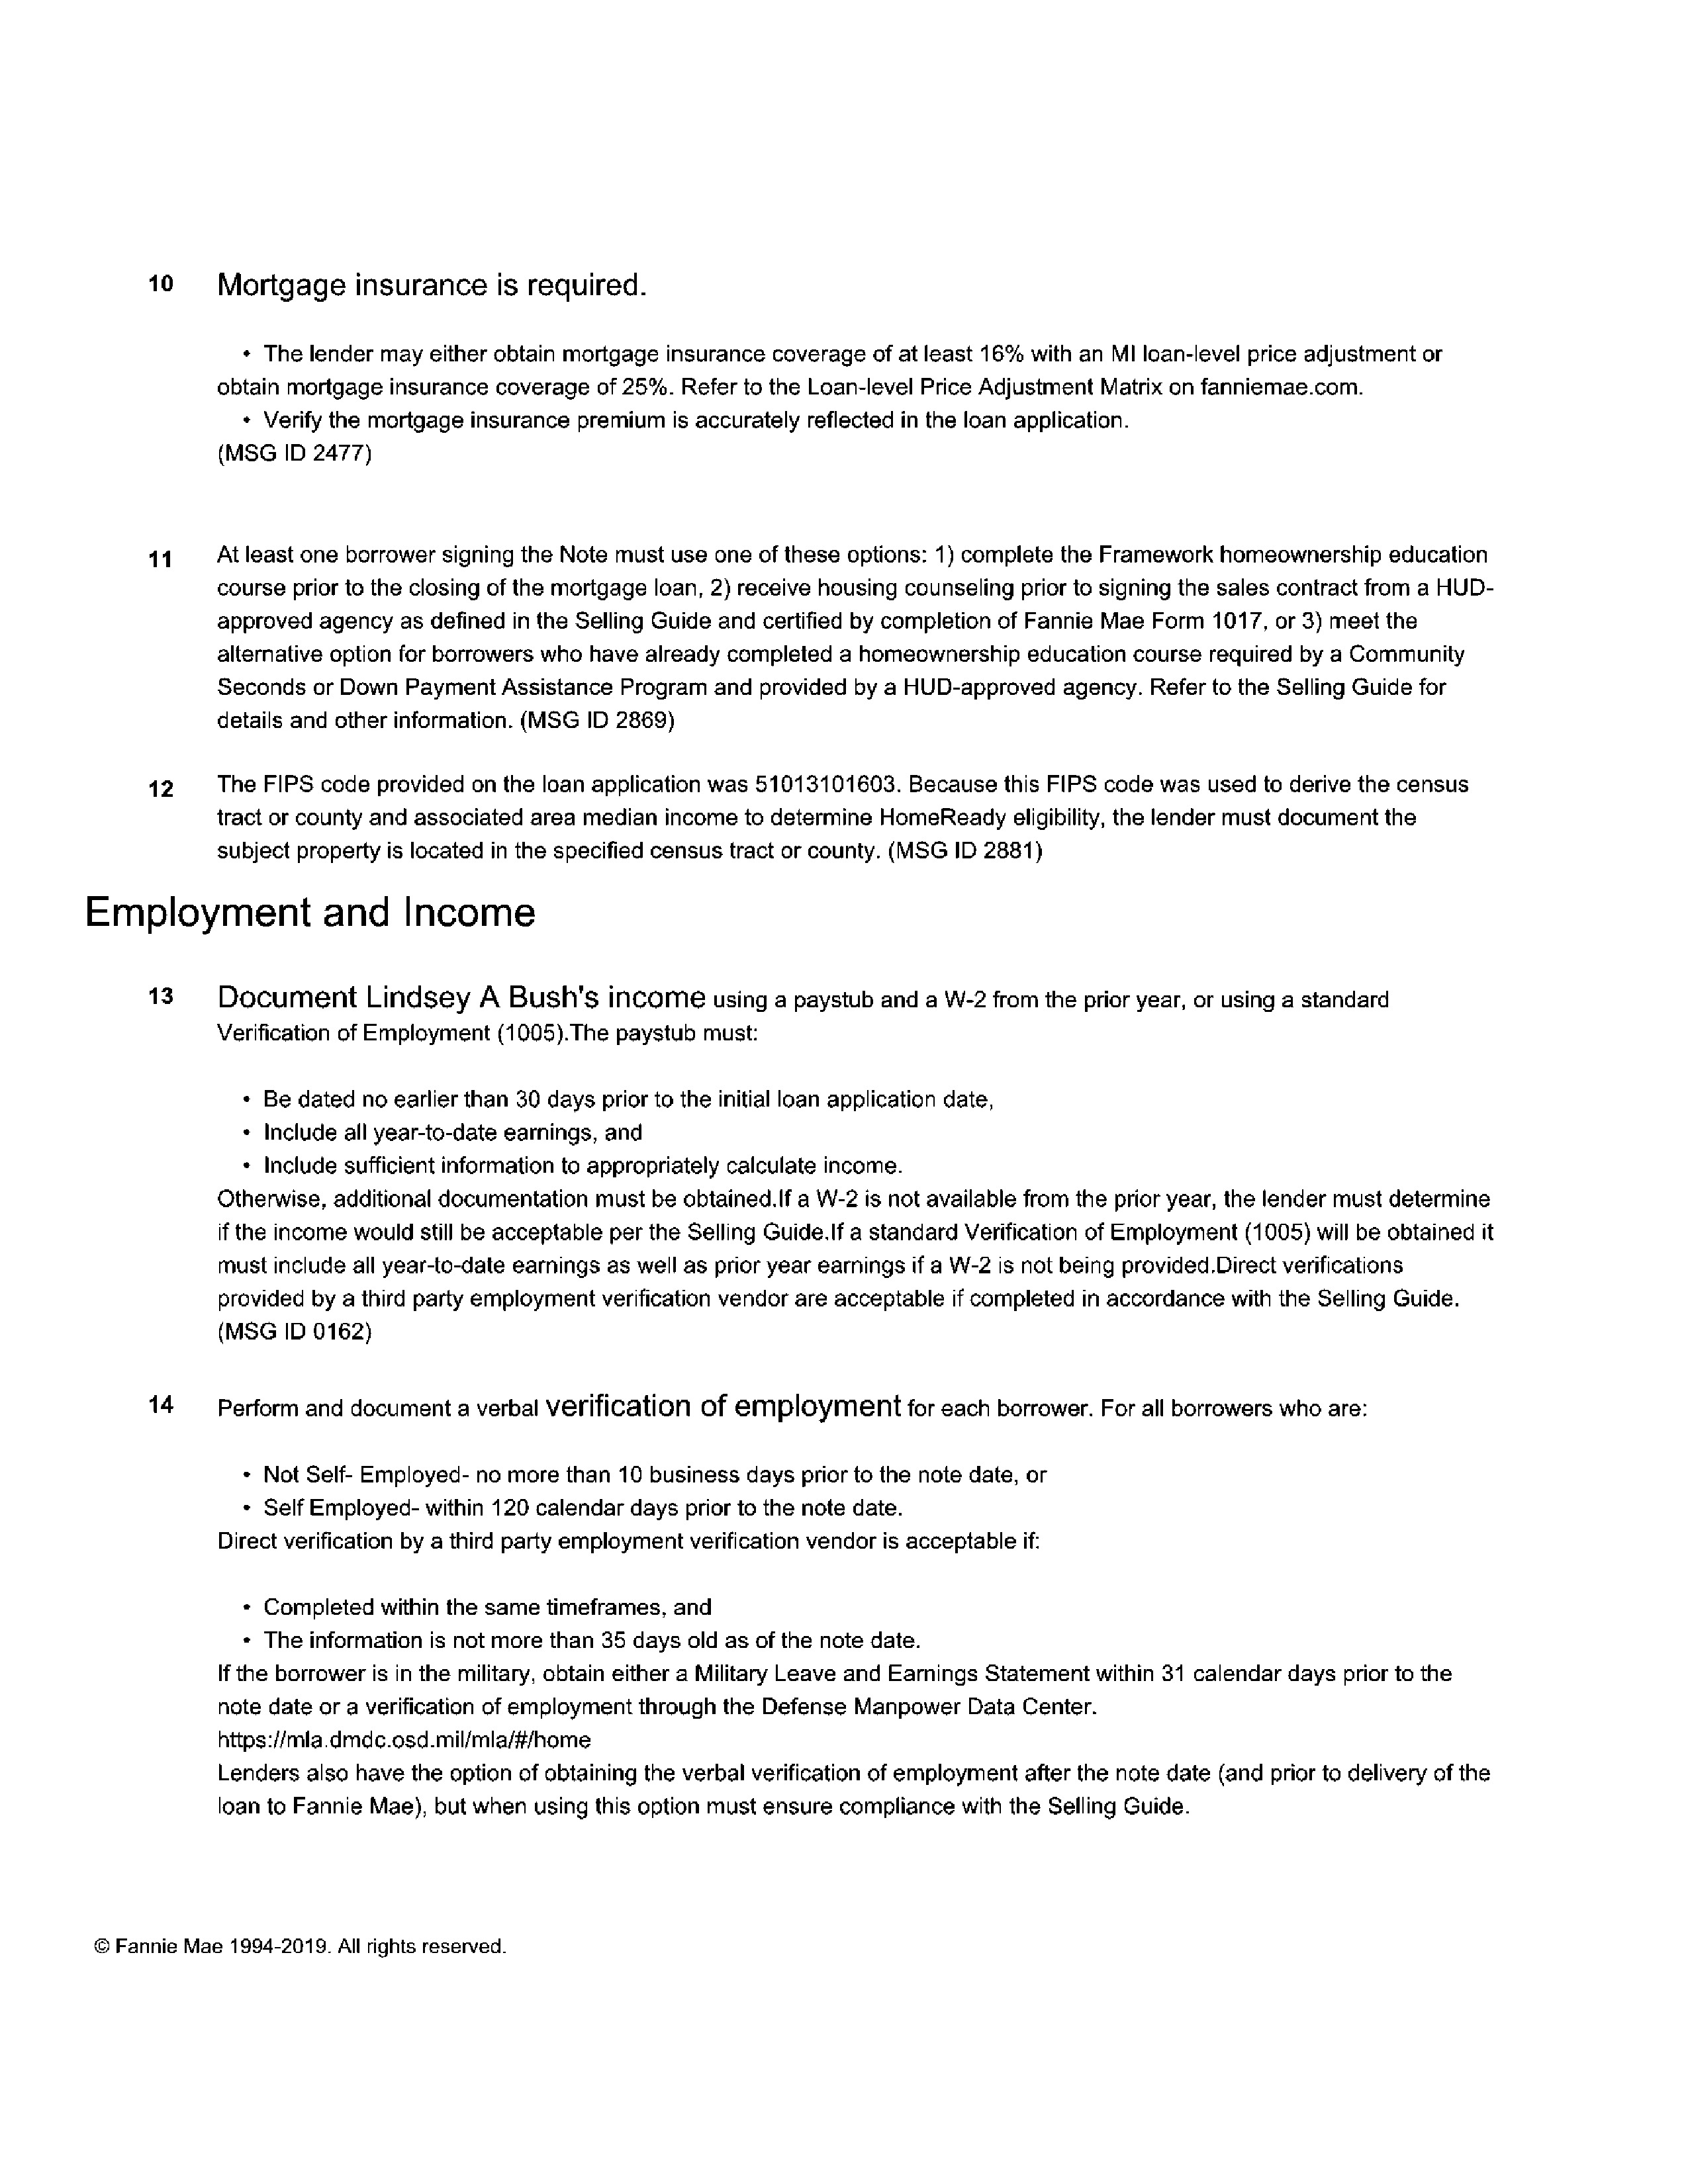 10 Mortgage insurance is required.
• The lender may either obtain mortgage insurance coverage of at least 16% with an MI loan-level price adjustment or
obtain mortgage insurance coverage of 25%. Refer to the Loan-level Price Adjustment Matrix on fanniemae.com.
• Verify the mortgage insurance premium is accurately reflected in the loan application.
(MSG ID 2477)
11 At least one borrower signing the Note must use one of these options: 1) complete the Framework homeownership education
course prior to the closing of the mortgage loan, 2) receive housing counseling prior to signing the sales contract from a HUD-
approved agency as defined in the Selling Guide and certified by completion of Fannie Mae Form 1017, or 3) meet the
alternative option for borrowers who have already completed a homeownership education course required by a Community
Seconds or Down Payment Assistance Program and provided by a HUD-approved agency. Refer to the Selling Guide for
details and other information. (MSG ID 2869)
12 The FIPS code provided on the loan application was 51013101603. Because this FIPS code was used to derive the census
tract or county and associated area median income to determine HomeReady eligibility, the lender must document the
subject property is located in the specified census tract or county. (MSG ID 2881)
Employment and Income
13 Document Lindsey A Bush's income using a paystub and a W-2 from the prior year, or using a standard
Verification of Employment (1005).The paystub must:
• Be dated no earlier than 30 days prior to the initial loan application date,
• Include all year-to-date earnings, and
• Include sufficient information to appropriately calculate income.
Otherwise, additional documentation must be obtained.If a W-2 is not available from the prior year, the lender must determine
if the income would still be acceptable per the Selling Guide.If a standard Verification of Employment (1005) will be obtained it
must include all year-to-date earnings as well as prior year earnings if a W-2 is not being provided.Direct verifications
provided by a third party employment verification vendor are acceptable if completed in accordance with the Selling Guide.
(MSG ID 0162)
14 Perform and document a verbal verification of employment for each borrower. For all borrowers who are:
• Not Self- Employed- no more than 10 business days prior to the note date, or
• Self Employed- within 120 calendar days prior to the note date.
Direct verification by a third party employment verification vendor is acceptable if:
• Completed within the same timeframes, and
• The information is not more than 35 days old as of the note date.
If the borrower is in the military, obtain either a Military Leave and Earnings Statement within 31 calendar days prior to the
note date or a verification of employment through the Defense Manpower Data Center.
https://mla.dmdc.osd.mil/mla/#/home
Lenders also have the option of obtaining the verbal verification of employment after the note date (and prior to delivery of the
loan to Fannie Mae), but when using this option must ensure compliance with the Selling Guide.
© Fannie Mae 1994-2019. All rights reserved.